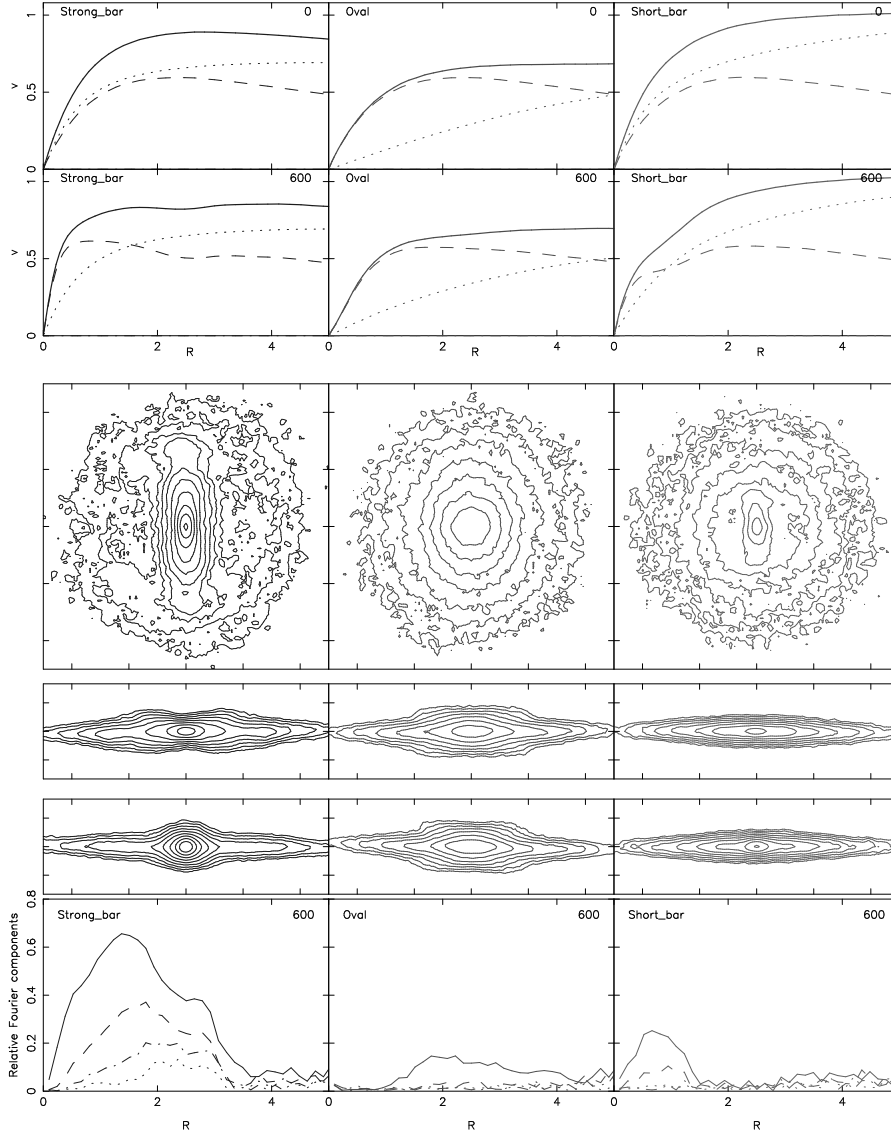 Strong_bar 0 Oval 0 Short_bar 0
1
v
0.5
0
Strong_bar 600 Oval 600 Short_bar 600
1
v
0.5
0
0 2 4 0 2 4 0 2 4
R R R
0.8
Strong_bar 600 Oval 600 Short_bar 600
Relative Fourier components
0.6
0.4
0.2
0
0 2 4 0 2 4 0 2 4
R R R